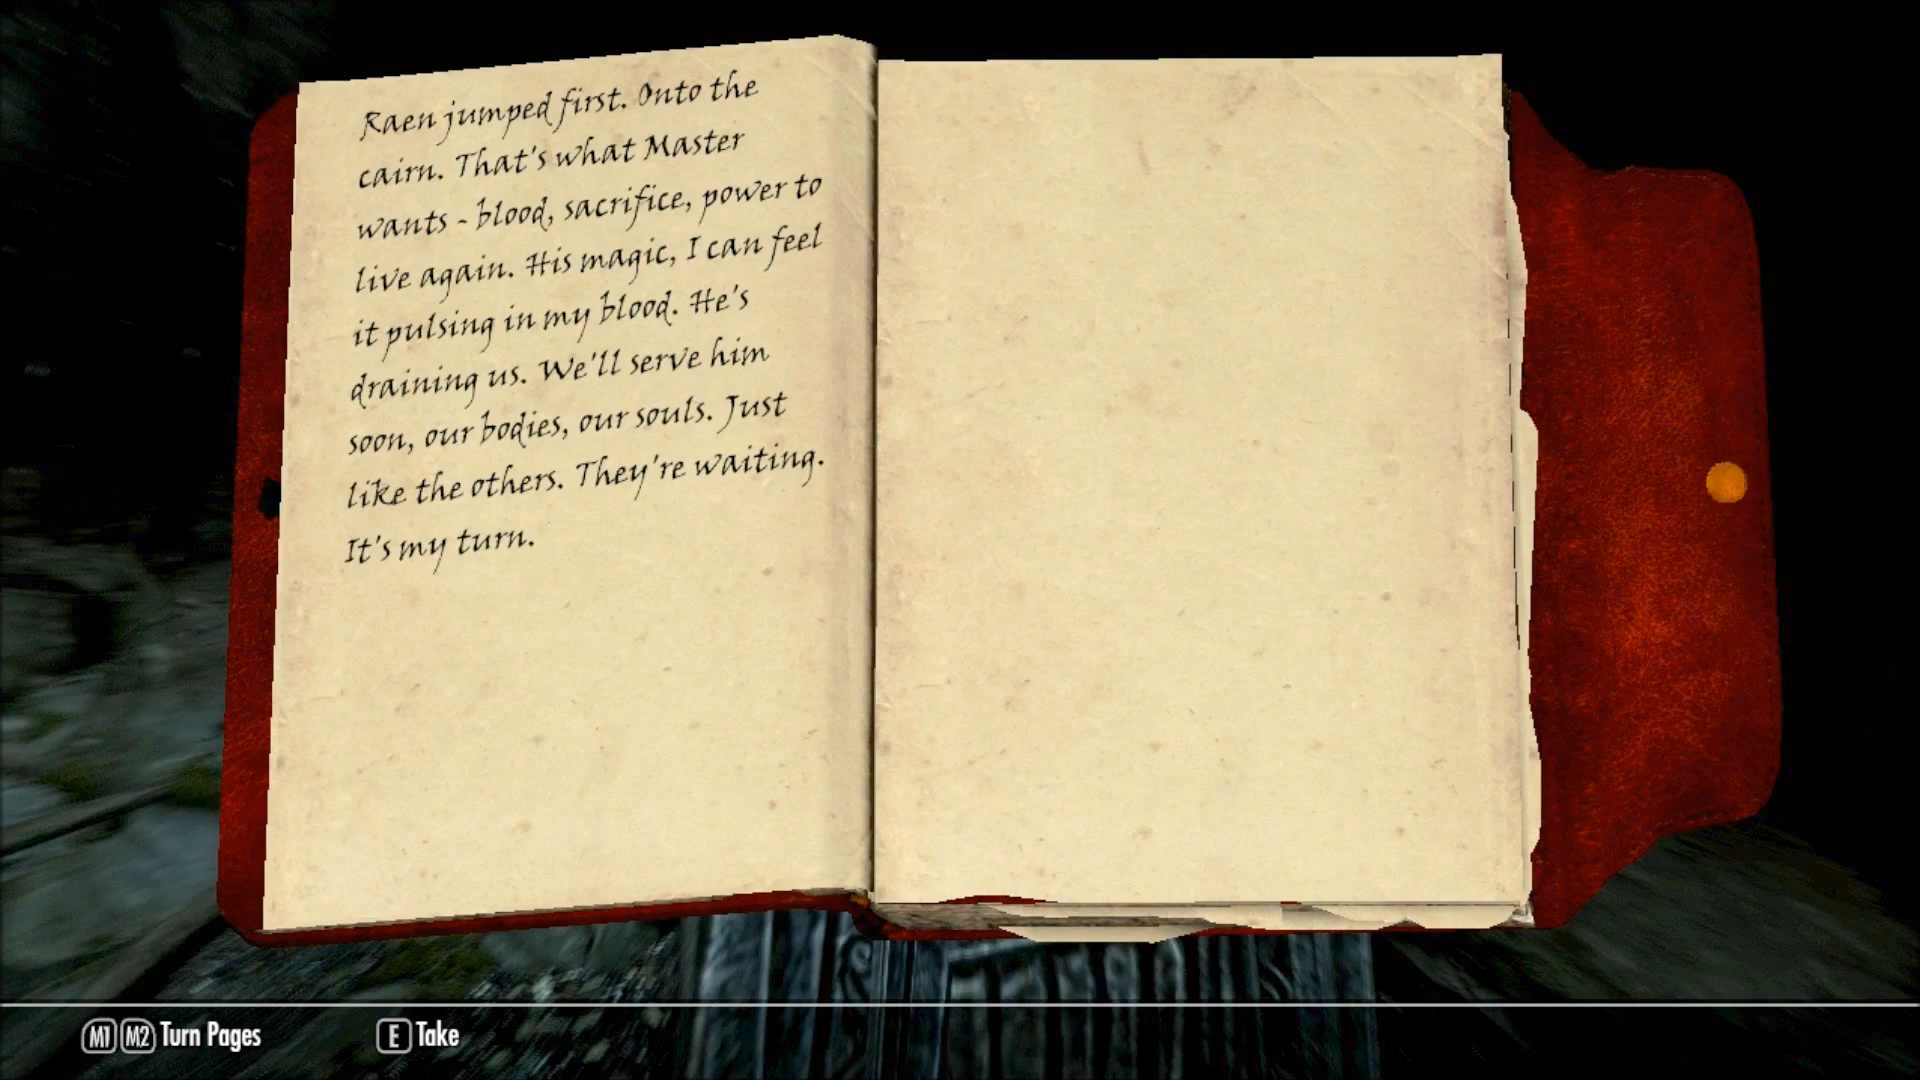 Raen jumped first. Onto the
cairn. That's what Master
wants - blood, sacrifice, power to
live again. His magic, I can feel
it pulsing in my blood. He's
draining us. We'll serve him
soon, our bodies, our souls. Just
like the others. They're waiting.
It's my turn.
M1 M2 Turn Pages
E Take